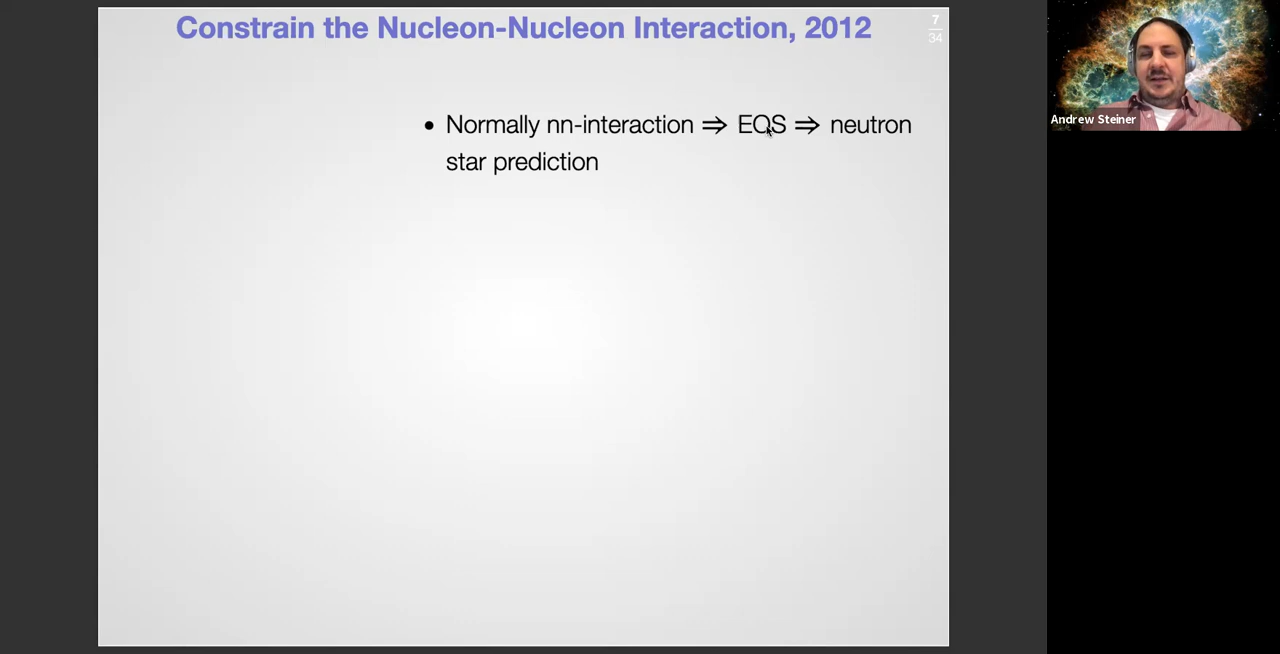 Constrain the Nucleon-Nucleon Interaction, 2012
7
34
• Normally nn-interaction ⇒ EOS ⇒ neutron
star prediction
Andrew Steiner